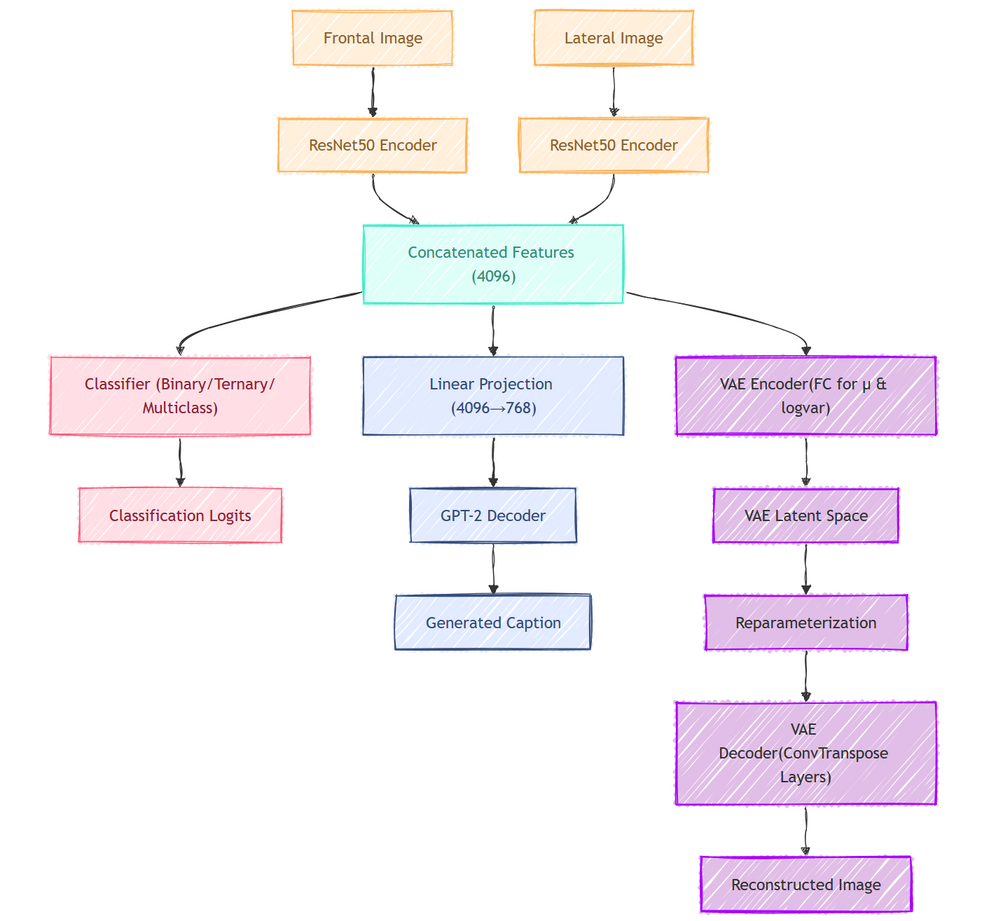 Frontal Image
Lateral Image
ResNet50 Encoder
ResNet50 Encoder
Concatenated Features
(4096)
Classifier (Binary/Ternary/
Multiclass)
Linear Projection
(4096→768)
VAE Encoder(FC for μ &
logvar)
Classification Logits
GPT-2 Decoder
VAE Latent Space
Generated Caption
Reparameterization
VAE
Decoder(ConvTranspose
Layers)
Reconstructed Image